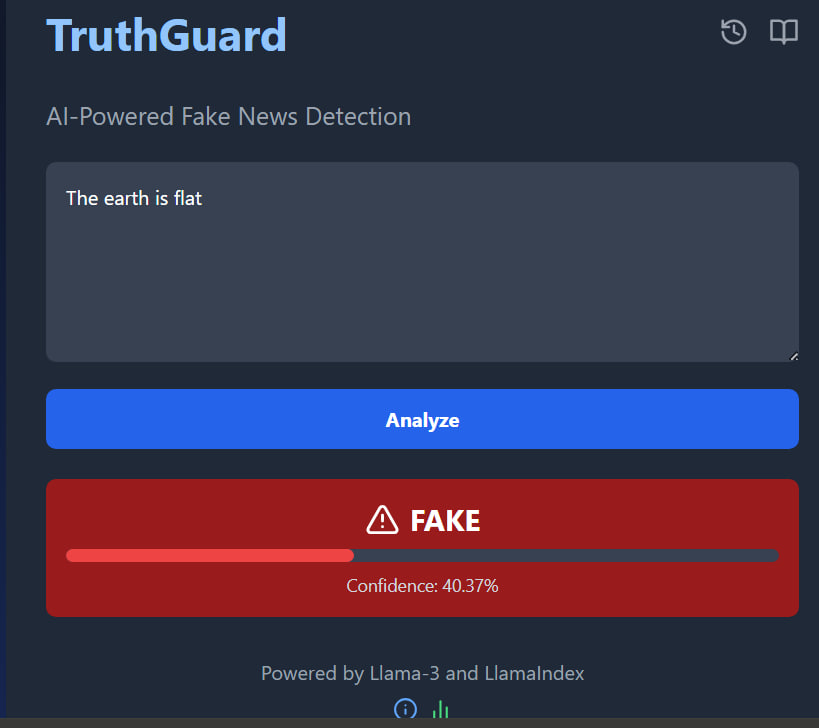 TruthGuard
AI-Powered Fake News Detection
The earth is flat
Analyze
FAKE
Confidence: 40.37%
Powered by Llama-3 and LlamaIndex